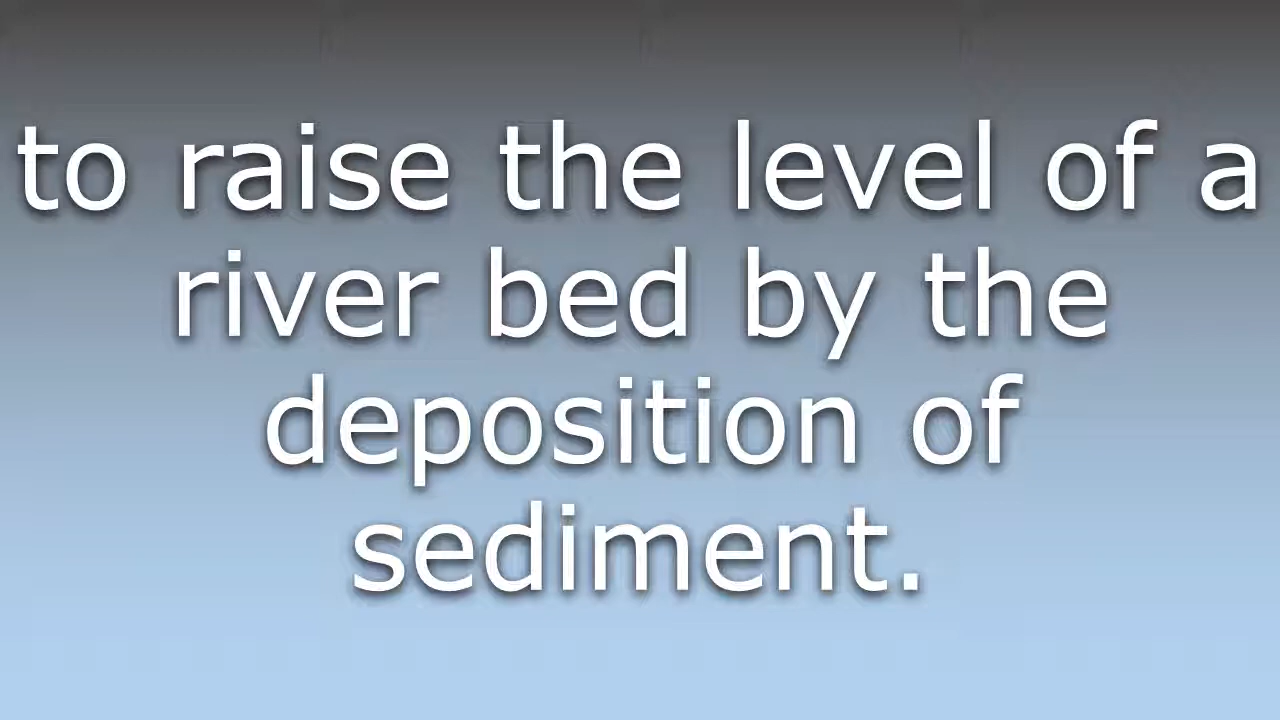 to raise the level of a
river bed by the
deposition of
sediment.